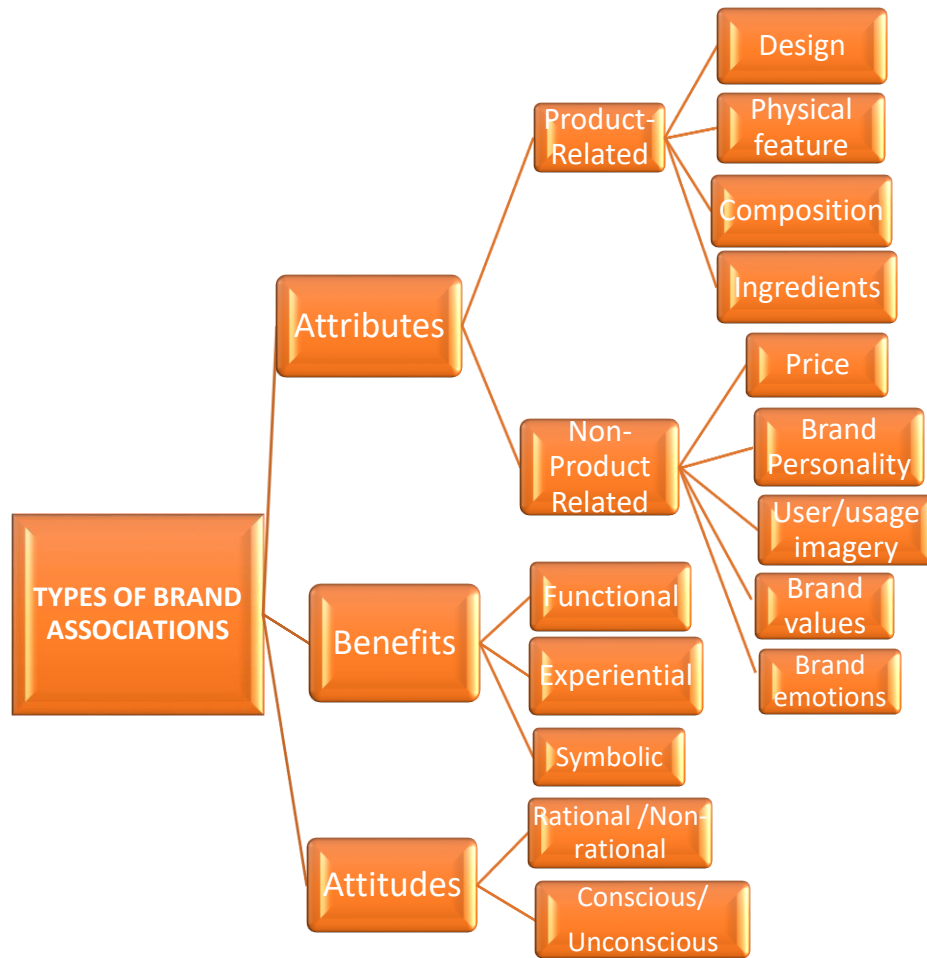 TYPES OF BRAND
ASSOCIATIONS
Attributes
Product-
Related
Design
Physical
feature
Composition
Ingredients
Non-
Product
Related
Price
Brand
Personality
User/usage
imagery
Brand
values
Brand
emotions
Benefits
Functional
Experiential
Symbolic
Attitudes
Rational /Non-
rational
Conscious/
Unconscious